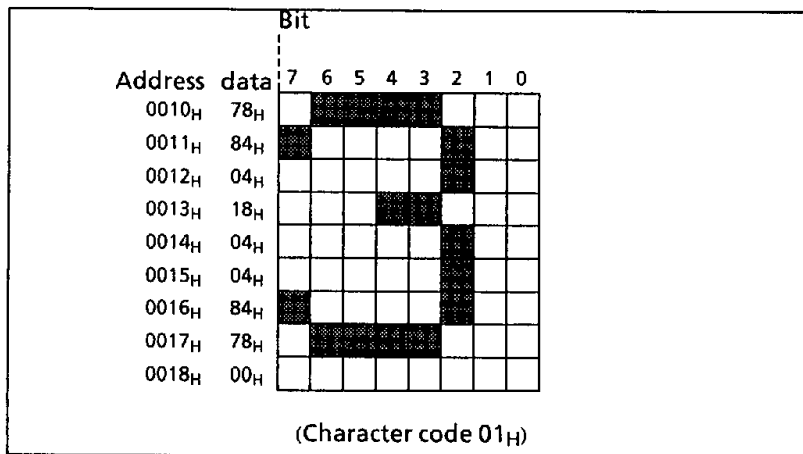 Bit
Address data 7 6 5 4 3 2 1 0
0010H 78H
0011H 84H
0012H 04H
0013H 18H
0014H 04H
0015H 04H
0016H 84H
0017H 78H
0018H 00H
(Character code 01H)